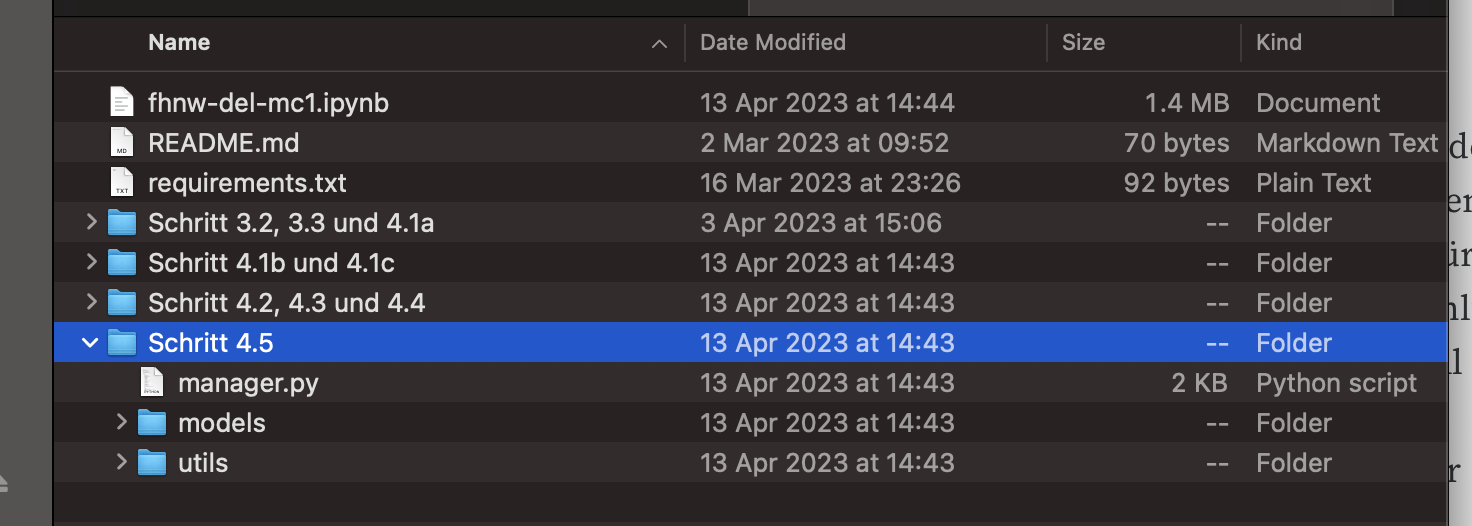 Name Date Modified Size Kind
fhnw-del-mc1.ipynb 13 Apr 2023 at 14:44 1.4 MB Document
README.md 2 Mar 2023 at 09:52 70 bytes Markdown Text
requirements.txt 16 Mar 2023 at 23:26 92 bytes Plain Text
Schritt 3.2, 3.3 und 4.1a 3 Apr 2023 at 15:06 -- Folder
Schritt 4.1b und 4.1c 13 Apr 2023 at 14:43 -- Folder
Schritt 4.2, 4.3 und 4.4 13 Apr 2023 at 14:43 -- Folder
Schritt 4.5 13 Apr 2023 at 14:43 -- Folder
manager.py 13 Apr 2023 at 14:43 2 KB Python script
models 13 Apr 2023 at 14:43 -- Folder
utils 13 Apr 2023 at 14:43 -- Folder